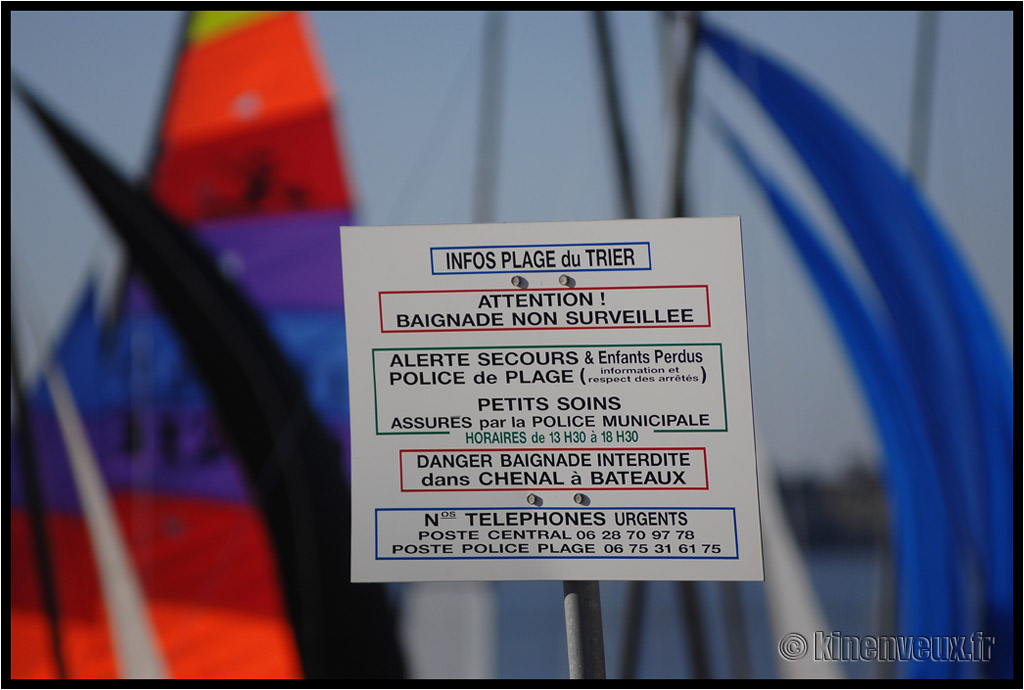 INFOS PLAGE du TRIER
ATTENTION !
BAIGNADE NON SURVEILLEE
ALERTE SECOURS & Enfants Perdus
POLICE de PLAGE ( information et
respect des arrêtés )
PETITS SOINS
ASSURÉS par la POLICE MUNICIPALE
HORAIRES de 13 H30 à 18 H30
DANGER BAIGNADE INTERDITE
dans CHENAL à BATEAUX
Nos TELEPHONES URGENTS
POSTE CENTRAL 06 28 70 97 78
POSTE POLICE PLAGE 06 75 31 61 75
© kinenveux.fr